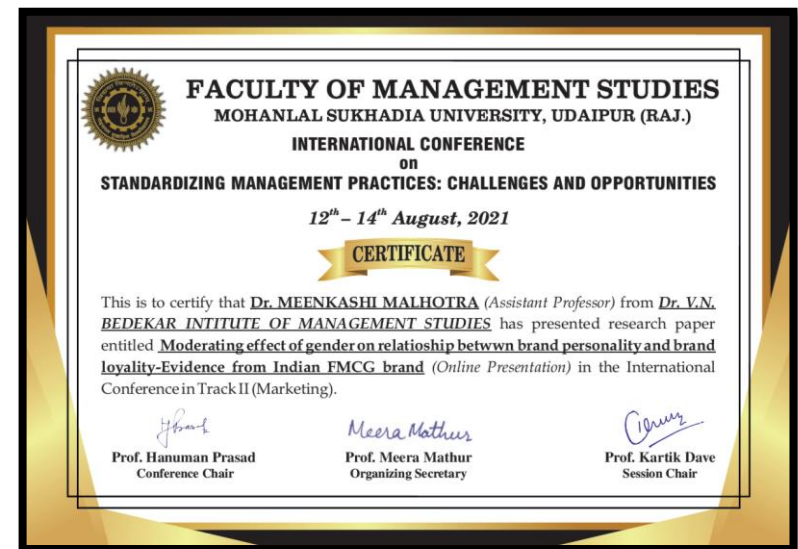 FACULTY OF MANAGEMENT STUDIES
MOHANLAL SUKHADIA UNIVERSITY, UDAIPUR (RAJ.)
INTERNATIONAL CONFERENCE
on
STANDARDIZING MANAGEMENT PRACTICES: CHALLENGES AND OPPORTUNITIES
12th – 14th August, 2021
CERTIFICATE
This is to certify that Dr. MEENKASHI MALHOTRA (Assistant Professor) from Dr. V.N.
BEDEKAR INTITUTE OF MANAGEMENT STUDIES has presented research paper
entitled Moderating effect of gender on relatioship betwwn brand personality and brand
loyality-Evidence from Indian FMCG brand (Online Presentation) in the International
Conference in Track II (Marketing).
Meera Mathur
Prof. Hanuman Prasad Prof. Meera Mathur Prof. Kartik Dave
Conference Chair Organizing Secretary Session Chair